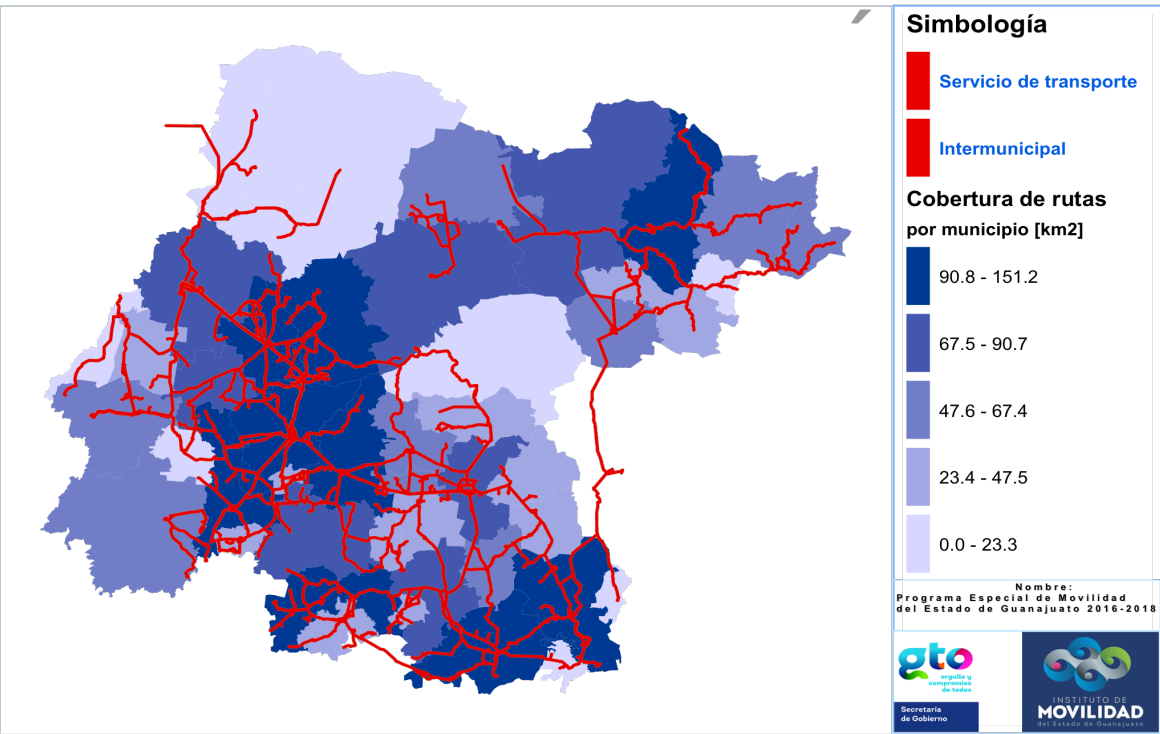 Simbología
Servicio de transporte
Intermunicipal
Cobertura de rutas
por municipio [km2]
90.8 - 151.2
67.5 - 90.7
47.6 - 67.4
23.4 - 47.5
0.0 - 23.3
Nombre:
Programa Especial de Movilidad
del Estado de Guanajuato 2016-2018
gto
orgullo y
compromiso
de todos
Secretaría
de Gobierno
INSTITUTO DE
MOVILIDAD
del Estado de Guanajuato